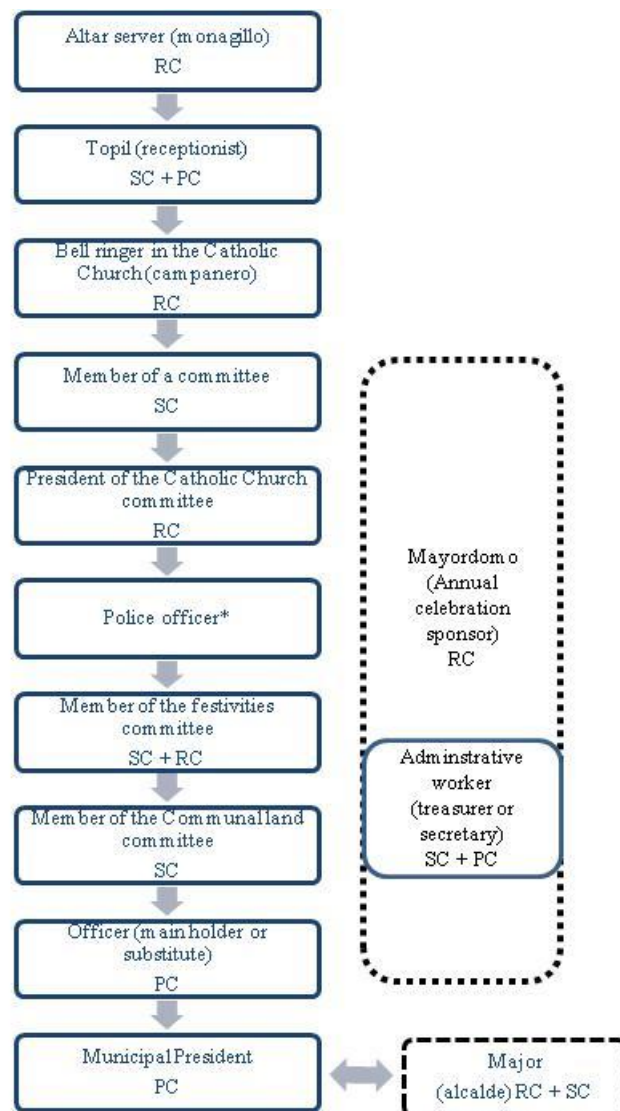 Altar server (monagillo)
RC
Topil (receptionist)
SC + PC
Bell ringer in the Catholic
Church (campanero)
RC
Member of a committee
SC
President of the Catholic Church
committee
RC
Police officer*
Member of the festivities
committee
SC + RC
Member of the Communal land
committee
SC
Officer (main holder or
substitute)
PC
Municipal President
PC
Mayordomo
(Annual
celebration
sponsor)
RC
Adminstrative
worker
(treasurer or
secretary)
SC + PC
Major
(alcalde) RC + SC